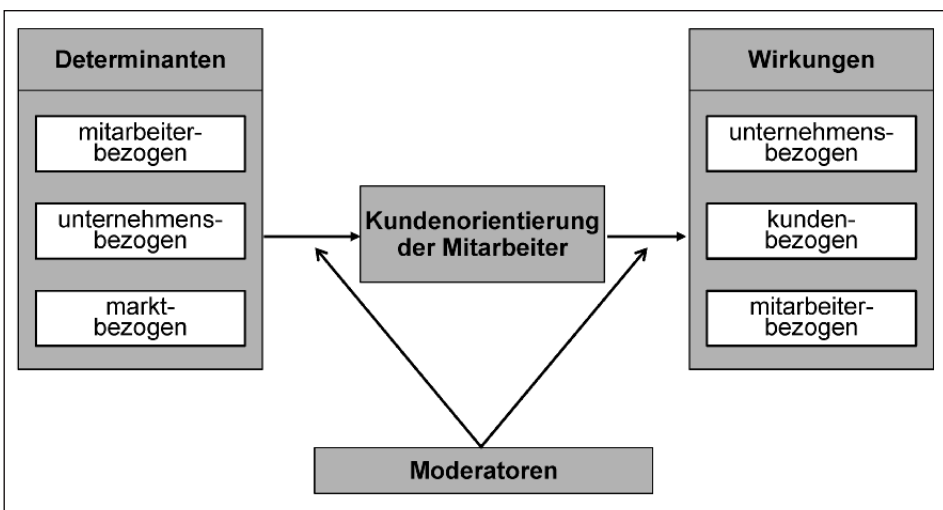 Determinanten
mitarbeiter-
bezogen
unternehmens-
bezogen
markt-
bezogen
Kundenorientierung
der Mitarbeiter
Wirkungen
unternehmens-
bezogen
kunden-
bezogen
mitarbeiter-
bezogen
Moderatoren